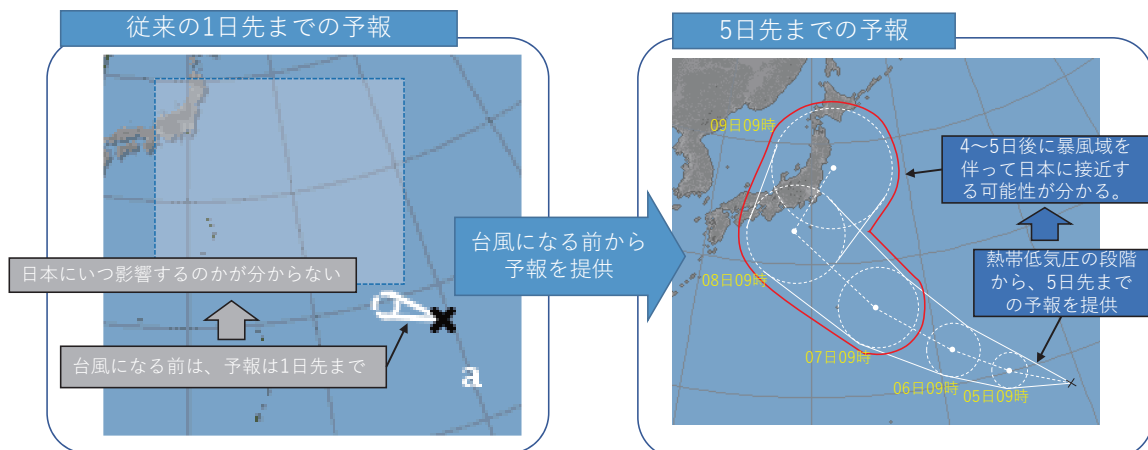 従来の1日先までの予報
日本にいつ影響するのかが分からない
台風になる前は、予報は1日先まで
a
台風になる前から
予報を提供
5日先までの予報
09日09時
4～5日後に暴風域を
伴って日本に接近する
可能性が分かる。
08日09時
熱帯低気圧の段階
から、5日先まで
の予報を提供
07日09時
06日09時
05日09時